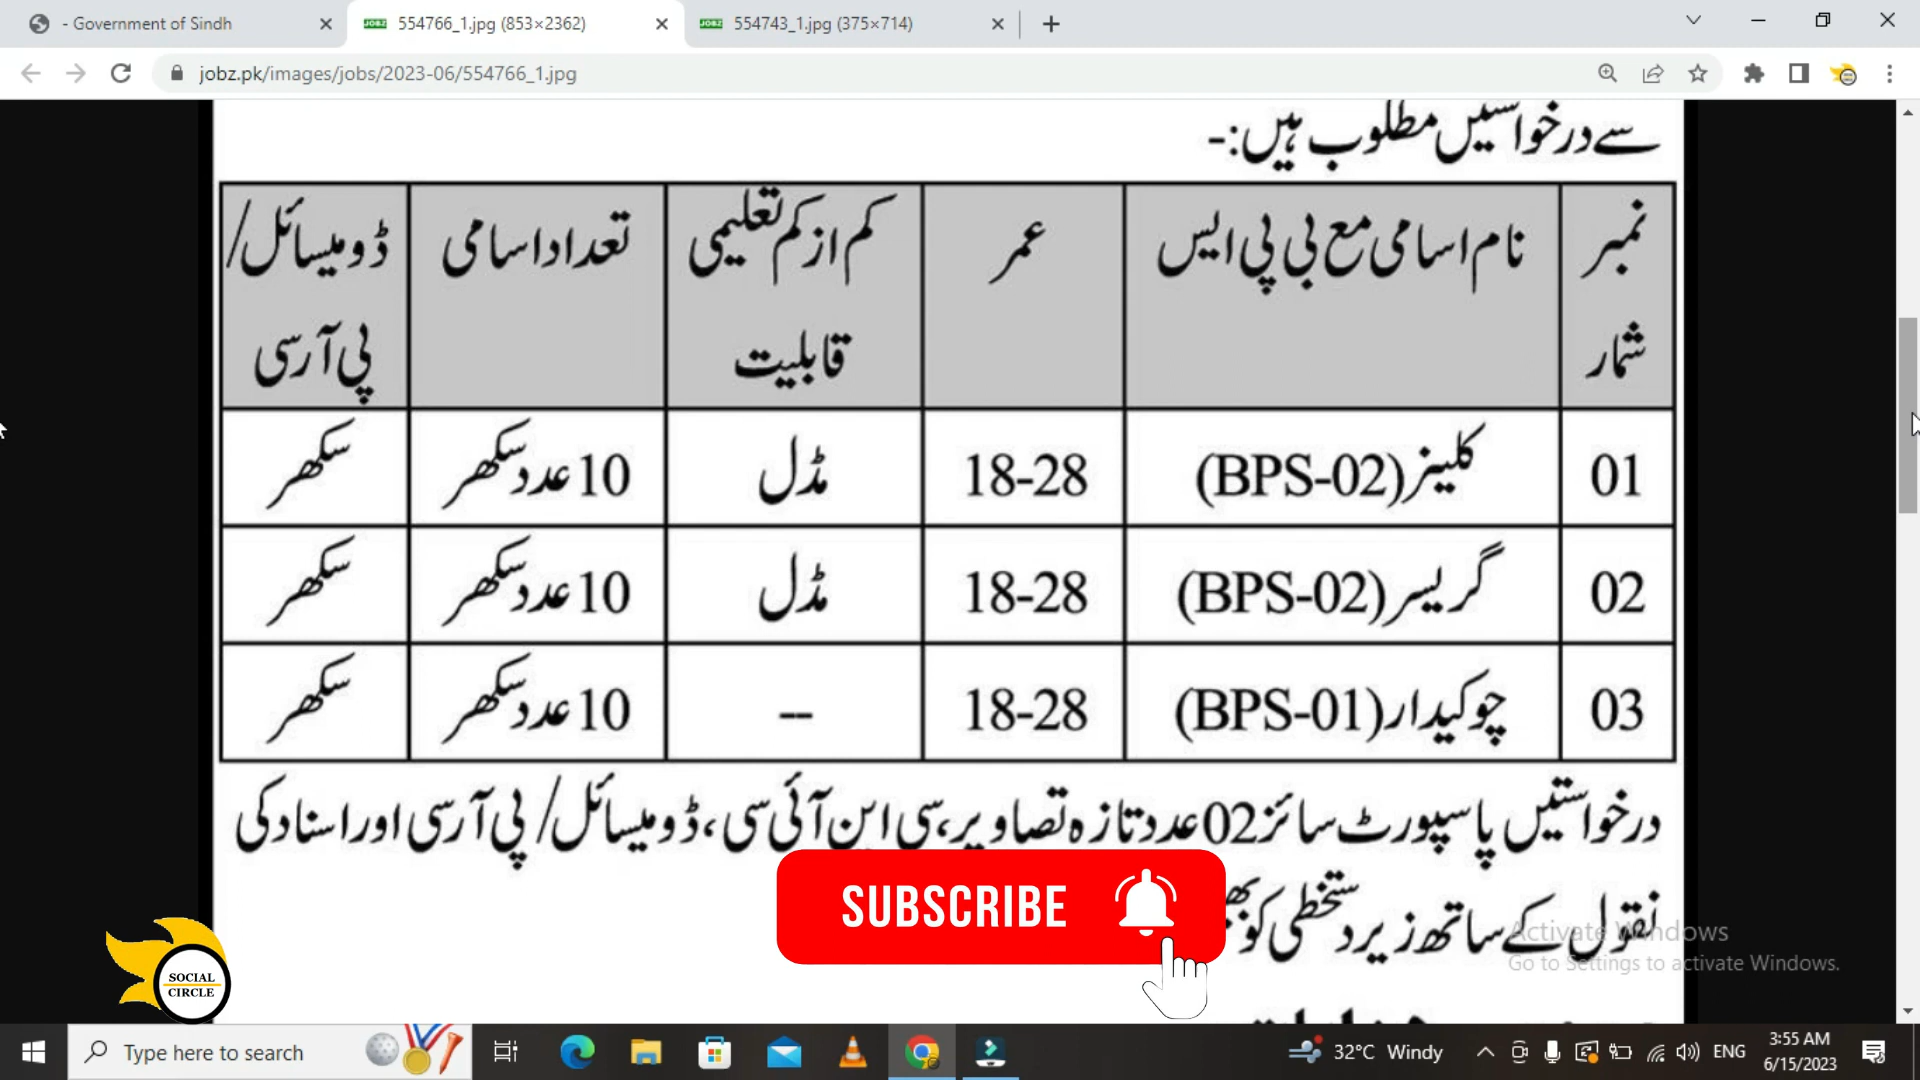 - Government of Sindh
554766_1.jpg (853×2362)
554743_1.jpg (375×714)
jobz.pk/images/jobs/2023-06/554766_1.jpg
سے درخواستیں مطلوب ہیں:-
نمبر شمار | نام اسامی مع بی پی ایس | عمر | کم از کم تعلیمی قابلیت | تعداد اسامی | ڈومیسائل/ پی آر سی
01 | کلینر (BPS-02) | 18-28 | مڈل | 10 عدد سکھر | سکھر
02 | گریسر (BPS-02) | 18-28 | مڈل | 10 عدد سکھر | سکھر
03 | چوکیدار (BPS-01) | 18-28 | -- | 10 عدد سکھر | سکھر
درخواستیں پاسپورٹ سائز 02 عدد تازہ تصاویر، سی این آئی سی، ڈومیسائل/ پی آر سی اور اسناد کی
نقول کے ساتھ زیر دستخطی کو
SUBSCRIBE
Activate Windows
Go to Settings to activate Windows.
SOCIAL
CIRCLE
Type here to search
32°C Windy
ENG
3:55 AM
6/15/2023